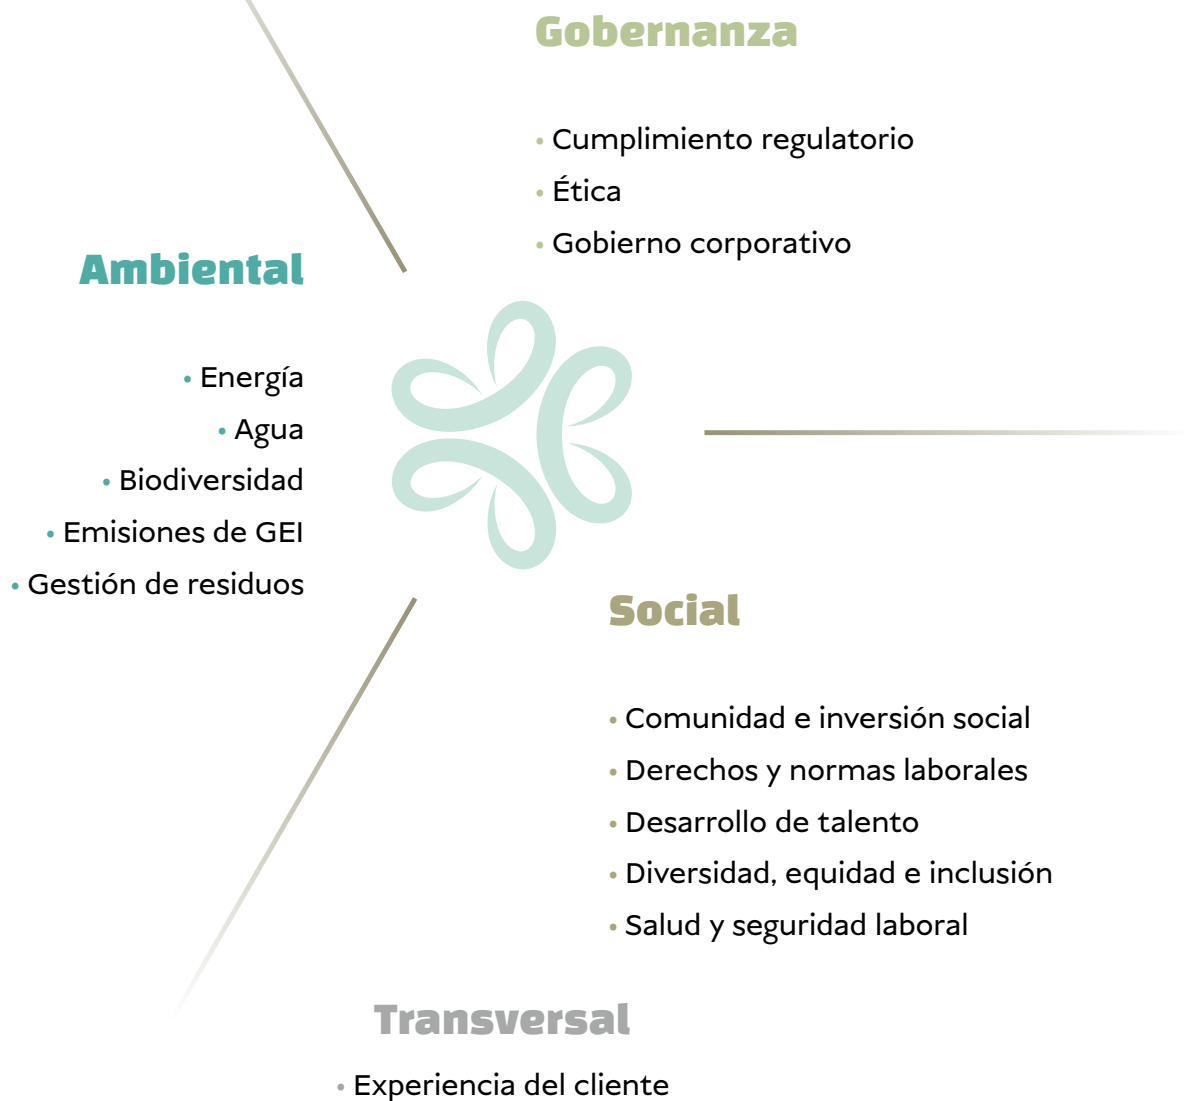 Gobernanza
• Cumplimiento regulatorio
• Ética
• Gobierno corporativo
Ambiental
• Energía
• Agua
• Biodiversidad
• Emisiones de GEI
• Gestión de residuos
Social
• Comunidad e inversión social
• Derechos y normas laborales
• Desarrollo de talento
• Diversidad, equidad e inclusión
• Salud y seguridad laboral
Transversal
• Experiencia del cliente